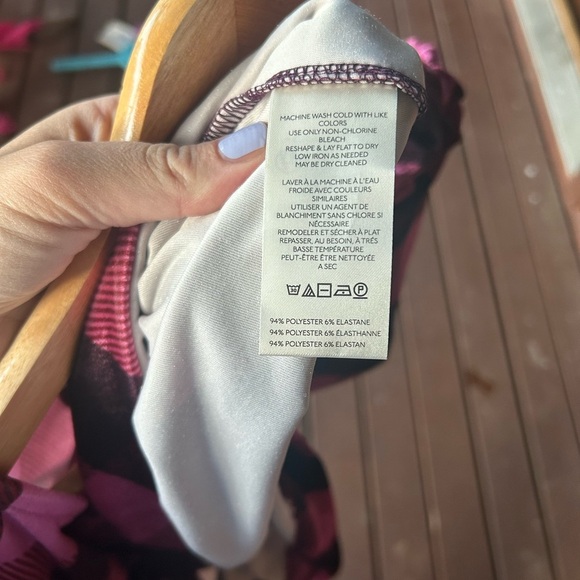 MACHINE WASH COLD WITH LIKE
COLORS
USE ONLY NON-CHLORINE
BLEACH
RESHAPE & LAY FLAT TO DRY
LOW IRON AS NEEDED
MAY BE DRY CLEANED
LAVER À LA MACHINE À L'EAU
FROIDE AVEC COULEURS
SIMILAIRES
UTILISER UN AGENT DE
BLANCHIMENT SANS CHLORE SI
NÉCESSAIRE
REMODELER ET SÉCHER À PLAT
REPASSER, AU BESOIN, À TRÈS
BASSE TEMPÉRATURE
PEUT-ÊTRE ÊTRE NETTOYÉE
A SEC
94% POLYESTER 6% ELASTANE
94% POLYESTER 6% ÉLASTHANNE
94% POLYESTER 6% ELASTAN